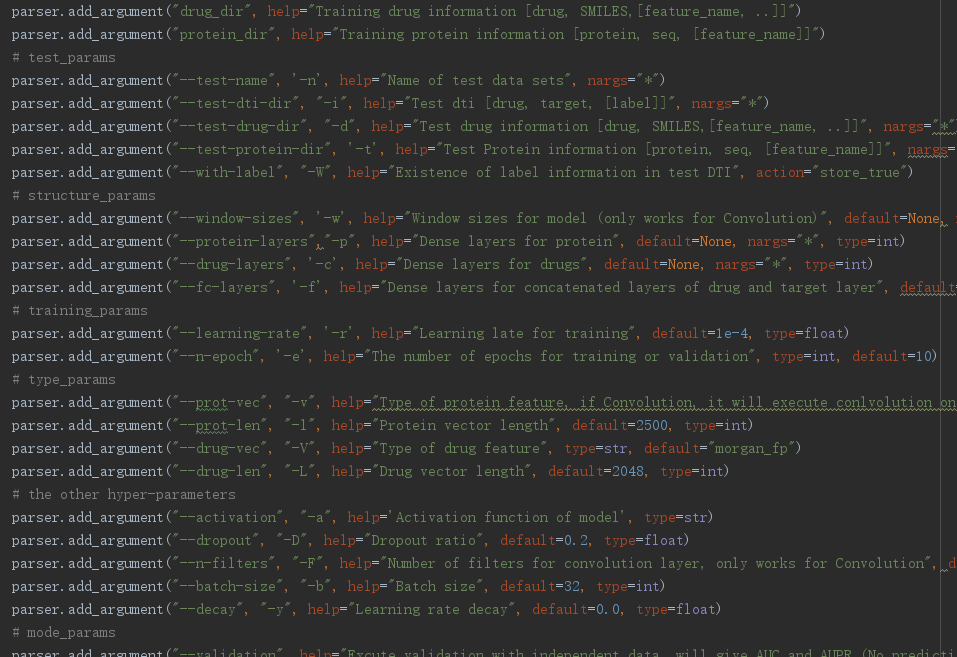 parser.add_argument("drug_dir", help="Training drug information [drug, SMILES,[feature_name, ..]]")
parser.add_argument("protein_dir", help="Training protein information [protein, seq, [feature_name]]")
# test_params
parser.add_argument("--test-name", '-n', help="Name of test data sets", nargs="*")
parser.add_argument("--test-dti-dir", "-i", help="Test dti [drug, target, [label]]", nargs="*")
parser.add_argument("--test-drug-dir", "-d", help="Test drug information [drug, SMILES,[feature_name, ..]]", nargs="*"
parser.add_argument("--test-protein-dir", '-t', help="Test Protein information [protein, seq, [feature_name]]", nargs=
parser.add_argument("--with-label", "-W", help="Existence of label information in test DTI", action="store_true")
# structure_params
parser.add_argument("--window-sizes", '-w', help="Window sizes for model (only works for Convolution)", default=None,
parser.add_argument("--protein-layers","-p", help="Dense layers for protein", default=None, nargs="*", type=int)
parser.add_argument("--drug-layers", '-c', help="Dense layers for drugs", default=None, nargs="*", type=int)
parser.add_argument("--fc-layers", '-f', help="Dense layers for concatenated layers of drug and target layer", default=
# training_params
parser.add_argument("--learning-rate", '-r', help="Learning late for training", default=1e-4, type=float)
parser.add_argument("--n-epoch", '-e', help="The number of epochs for training or validation", type=int, default=10)
# type_params
parser.add_argument("--prot-vec", "-v", help="Type of protein feature, if Convolution, it will execute conlvolution on
parser.add_argument("--prot-len", "-l", help="Protein vector length", default=2500, type=int)
parser.add_argument("--drug-vec", "-V", help="Type of drug feature", type=str, default="morgan_fp")
parser.add_argument("--drug-len", "-L", help="Drug vector length", default=2048, type=int)
# the other hyper-parameters
parser.add_argument("--activation", "-a", help='Activation function of model', type=str)
parser.add_argument("--dropout", "-D", help="Dropout ratio", default=0.2, type=float)
parser.add_argument("--n-filters", "-F", help="Number of filters for convolution layer, only works for Convolution", d
parser.add_argument("--batch-size", "-b", help="Batch size", default=32, type=int)
parser.add_argument("--decay", "-y", help="Learning rate decay", default=0.0, type=float)
# mode_params
parser.add_argument("--validation", help="Excute validation with independent data, will give AUC and AUPR (No predicti